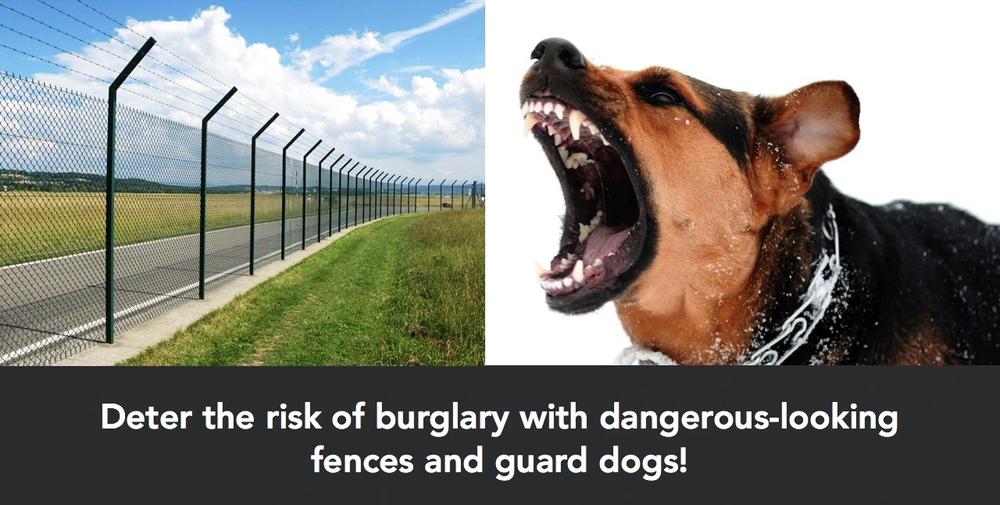 Deter the risk of burglary with dangerous-looking
fences and guard dogs!